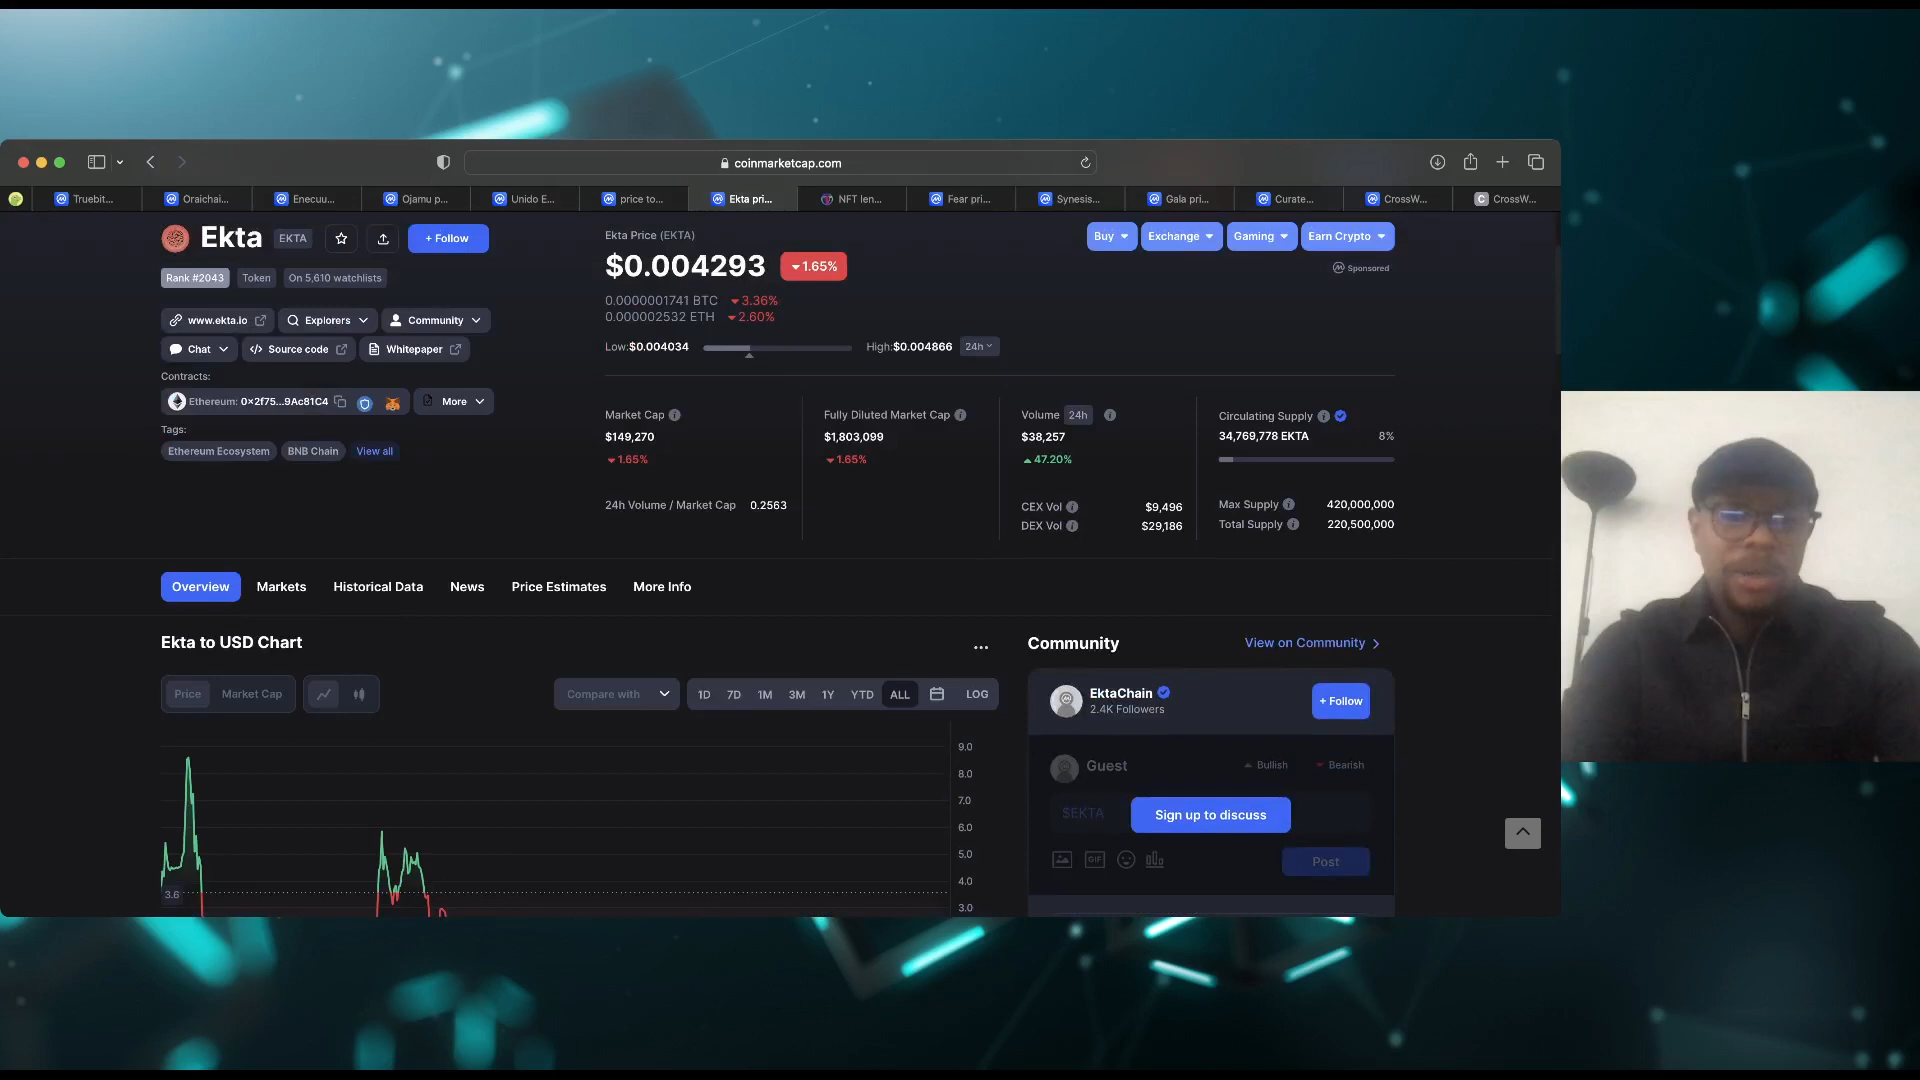 coinmarketcap.com
Truebit...
Oraichai...
Enecuu...
Ojamu p...
Unido E...
price to...
Ekta pri...
NFT len...
Fear pri...
Synesis...
Gala pri...
Curate...
CrossW...
C CrossW...
Ekta EKTA + Follow
Rank #2043 Token On 5,610 watchlists
www.ekta.io Explorers Community
Chat Source code Whitepaper
Contracts:
Ethereum: 0x2f75...9Ac81C4 More
Tags:
Ethereum Ecosystem BNB Chain View all
Ekta Price (EKTA)
$0.004293 1.65%
0.0000001741 BTC 3.36%
0.000002532 ETH 2.60%
Low:$0.004034 High:$0.004866 24h
Buy Exchange Gaming Earn Crypto
Sponsored
Market Cap
$149,270
1.65%
24h Volume / Market Cap 0.2563
Fully Diluted Market Cap
$1,803,099
1.65%
Volume 24h
$38,257
47.20%
CEX Vol $9,496
DEX Vol $29,186
Circulating Supply
34,769,778 EKTA 8%
Max Supply 420,000,000
Total Supply 220,500,000
Overview Markets Historical Data News Price Estimates More Info
Ekta to USD Chart
Price Market Cap Compare with 1D 7D 1M 3M 1Y YTD ALL LOG
9.0
8.0
7.0
6.0
5.0
4.0
3.0
3.6
Community View on Community
EktaChain + Follow
2.4K Followers
Guest Bullish Bearish
$EKTA Sign up to discuss
GIF Post